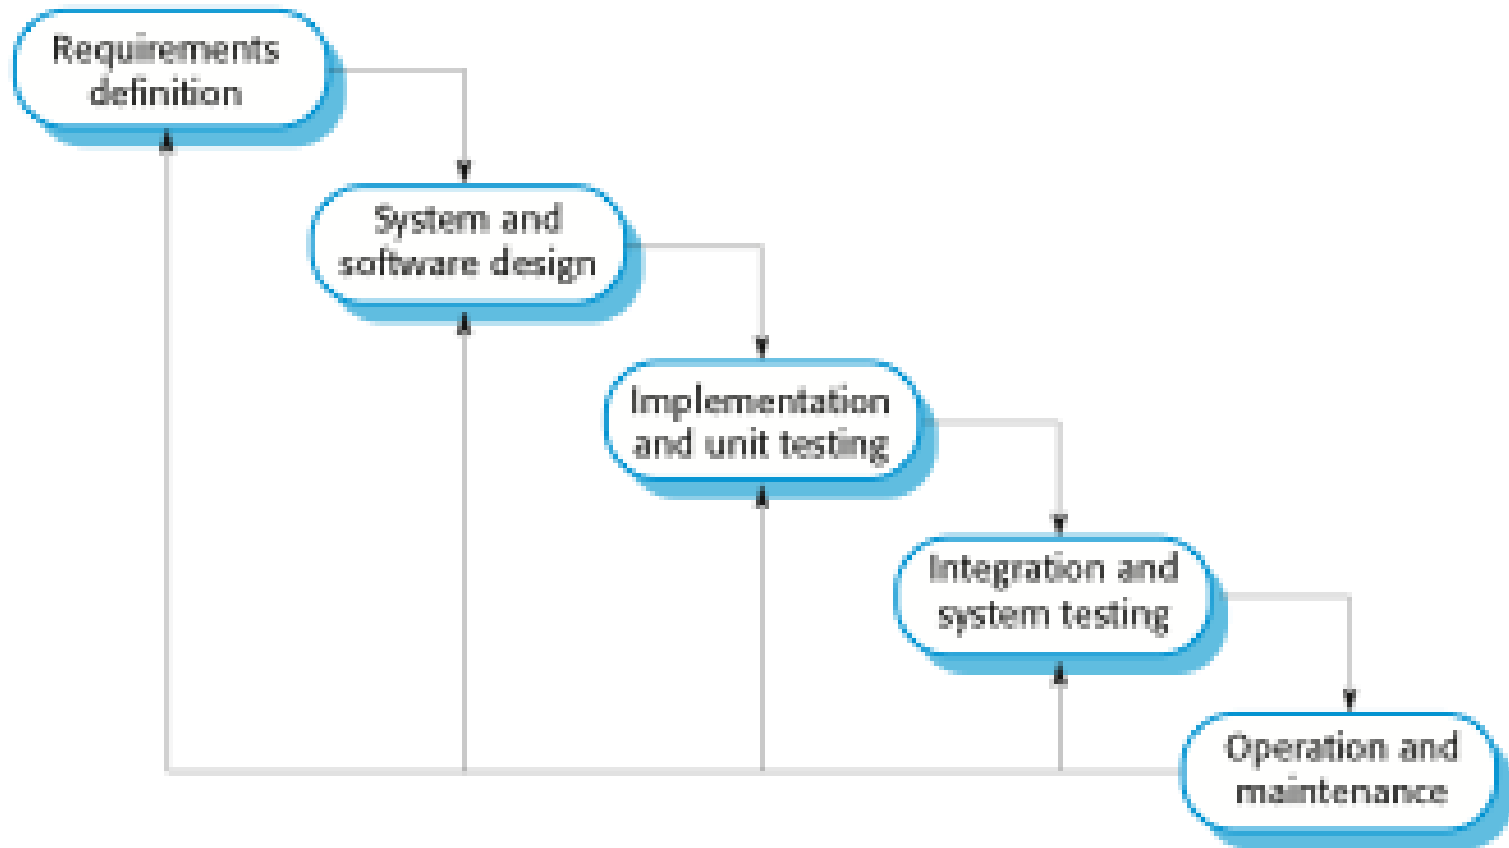 Requirements
definition
System and
software design
Implementation
and unit testing
Integration and
system testing
Operation and
maintenance